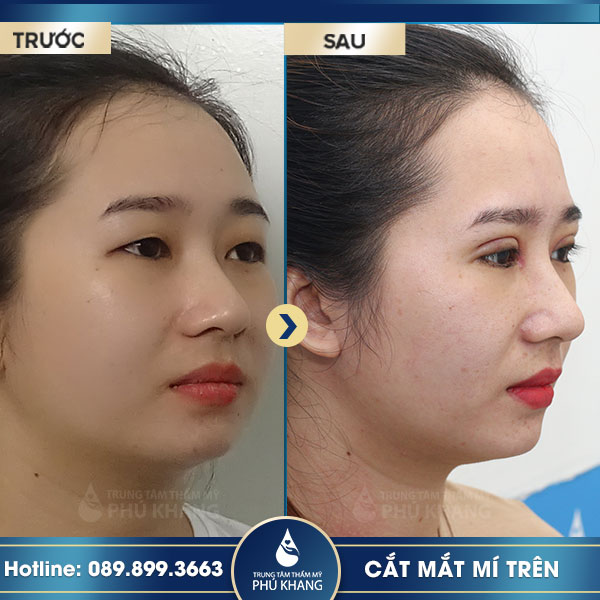 TRƯỚC
SAU
TRUNG TÂM THẨM MỸ
PHÚ KHANG
TRUNG TÂM THẨM MỸ
PHÚ KHANG
Hotline: 089.899.3663
TRUNG TÂM THẨM MỸ
PHÚ KHANG
CẮT MẮT MÍ TRÊN